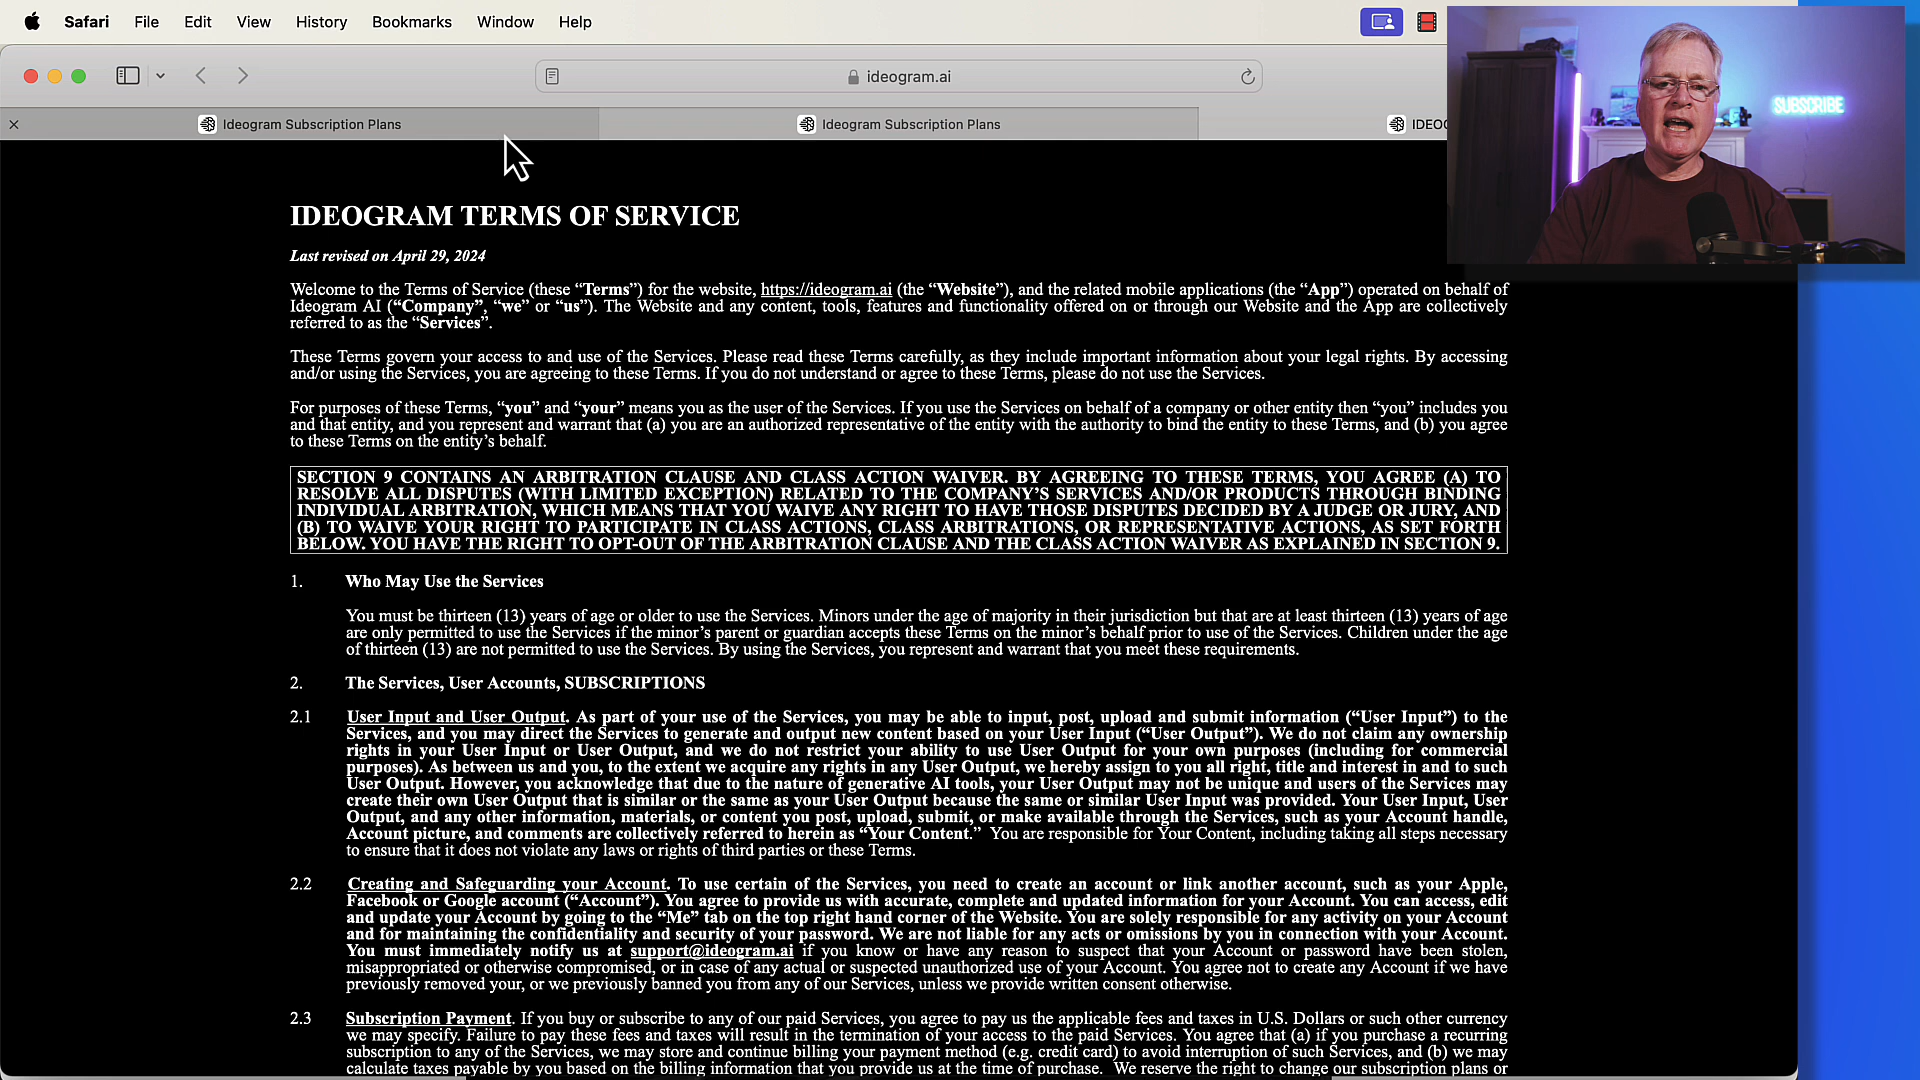 Safari File Edit View History Bookmarks Window Help
ideogram.ai
Ideogram Subscription Plans
Ideogram Subscription Plans
IDEOG
SUBSCRIBE
IDEOGRAM TERMS OF SERVICE
Last revised on April 29, 2024
Welcome to the Terms of Service (these “Terms”) for the website, https://ideogram.ai (the “Website”), and the related mobile applications (the “App”) operated on behalf of
Ideogram AI (“Company”, “we” or “us”). The Website and any content, tools, features and functionality offered on or through our Website and the App are collectively
referred to as the “Services”.
These Terms govern your access to and use of the Services. Please read these Terms carefully, as they include important information about your legal rights. By accessing
and/or using the Services, you are agreeing to these Terms. If you do not understand or agree to these Terms, please do not use the Services.
For purposes of these Terms, “you” and “your” means you as the user of the Services. If you use the Services on behalf of a company or other entity then “you” includes you
and that entity, and you represent and warrant that (a) you are an authorized representative of the entity with the authority to bind the entity to these Terms, and (b) you agree
to these Terms on the entity’s behalf.
SECTION 9 CONTAINS AN ARBITRATION CLAUSE AND CLASS ACTION WAIVER. BY AGREEING TO THESE TERMS, YOU AGREE (A) TO
RESOLVE ALL DISPUTES (WITH LIMITED EXCEPTION) RELATED TO THE COMPANY’S SERVICES AND/OR PRODUCTS THROUGH BINDING
INDIVIDUAL ARBITRATION, WHICH MEANS THAT YOU WAIVE ANY RIGHT TO HAVE THOSE DISPUTES DECIDED BY A JUDGE OR JURY, AND
(B) TO WAIVE YOUR RIGHT TO PARTICIPATE IN CLASS ACTIONS, CLASS ARBITRATIONS, OR REPRESENTATIVE ACTIONS, AS SET FORTH
BELOW. YOU HAVE THE RIGHT TO OPT-OUT OF THE ARBITRATION CLAUSE AND THE CLASS ACTION WAIVER AS EXPLAINED IN SECTION 9.
1. Who May Use the Services
You must be thirteen (13) years of age or older to use the Services. Minors under the age of majority in their jurisdiction but that are at least thirteen (13) years of age
are only permitted to use the Services if the minor’s parent or guardian accepts these Terms on the minor’s behalf prior to use of the Services. Children under the age
of thirteen (13) are not permitted to use the Services. By using the Services, you represent and warrant that you meet these requirements.
2. The Services, User Accounts, SUBSCRIPTIONS
2.1 User Input and User Output. As part of your use of the Services, you may be able to input, post, upload and submit information (“User Input”) to the
Services, and you may direct the Services to generate and output new content based on your User Input (“User Output”). We do not claim any ownership
rights in your User Input or User Output, and we do not restrict your ability to use User Output for your own purposes (including for commercial
purposes). As between us and you, to the extent we acquire any rights in any User Output, we hereby assign to you all right, title and interest in and to such
User Output. However, you acknowledge that due to the nature of generative AI tools, your User Output may not be unique and users of the Services may
create their own User Output that is similar or the same as your User Output because the same or similar User Input was provided. Your User Input, User
Output, and any other information, materials, or content you post, upload, submit, or make available through the Services, such as your Account handle,
Account picture, and comments are collectively referred to herein as “Your Content.” You are responsible for Your Content, including taking all steps necessary
to ensure that it does not violate any laws or rights of third parties or these Terms.
2.2 Creating and Safeguarding your Account. To use certain of the Services, you need to create an account or link another account, such as your Apple,
Facebook or Google account (“Account”). You agree to provide us with accurate, complete and updated information for your Account. You can access, edit
and update your Account by going to the “Me” tab on the top right hand corner of the Website. You are solely responsible for any activity on your Account
and for maintaining the confidentiality and security of your password. We are not liable for any acts or omissions by you in connection with your Account.
You must immediately notify us at support@ideogram.ai if you know or have any reason to suspect that your Account or password have been stolen,
misappropriated or otherwise compromised, or in case of any actual or suspected unauthorized use of your Account. You agree not to create any Account if we have
previously removed your, or we previously banned you from any of our Services, unless we provide written consent otherwise.
2.3 Subscription Payment. If you buy or subscribe to any of our paid Services, you agree to pay us the applicable fees and taxes in U.S. Dollars or such other currency
we may specify. Failure to pay these fees and taxes will result in the termination of your access to the paid Services. You agree that (a) if you purchase a recurring
subscription to any of the Services, we may store and continue billing your payment method (e.g. credit card) to avoid interruption of such Services, and (b) we may
calculate taxes payable by you based on the billing information that you provide us at the time of purchase. We reserve the right to change our subscription plans or